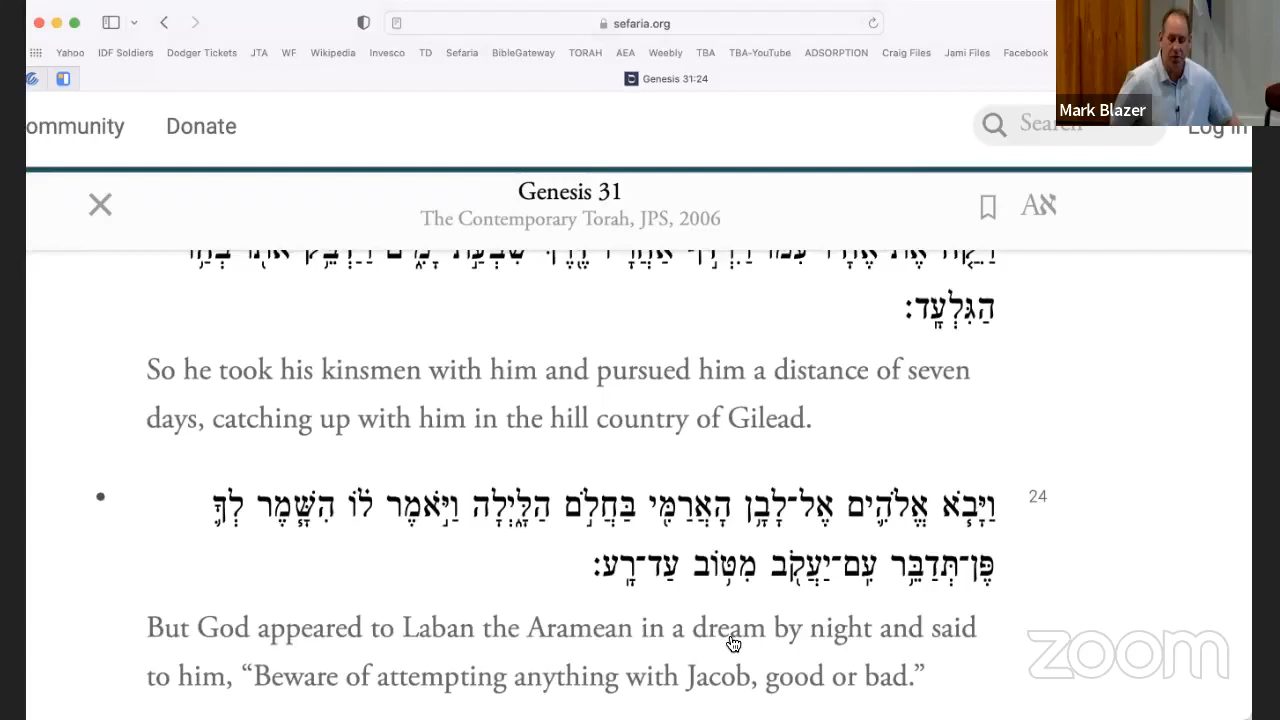 sefaria.org
Yahoo IDF Soldiers Dodger Tickets JTA WF Wikipedia Invesco TD Sefaria BibleGateway TORAH AEA Weebly TBA TBA-YouTube ADSORPTION Craig Files Jami Files Facebook
Genesis 31:24
Mark Blazer
ommunity Donate Search Log In
Genesis 31
The Contemporary Torah, JPS, 2006
Aא
הַגִּלְעָֽד׃
So he took his kinsmen with him and pursued him a distance of seven
days, catching up with him in the hill country of Gilead.
24
וַיָּבֹ֧א אֱלֹהִ֛ים אֶל־לָבָ֥ן הָאֲרַמִּ֖י בַּחֲלֹ֣ם הַלָּ֑יְלָה וַיֹּ֣אמֶר ל֗וֹ הִשָּׁ֧מֶר לְךָ֛
פֶּן־תְּדַבֵּ֥ר עִֽם־יַעֲקֹ֖ב מִטּ֥וֹב עַד־רָֽע׃
But God appeared to Laban the Aramean in a dream by night and said
to him, “Beware of attempting anything with Jacob, good or bad.”
zoom